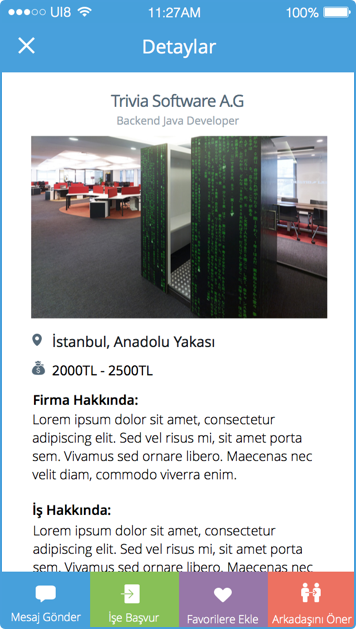 UI8 11:27AM 100%
Detaylar
Trivia Software A.G
Backend Java Developer
İstanbul, Anadolu Yakası
2000TL - 2500TL
Firma Hakkında:
Lorem ipsum dolor sit amet, consectetur
adipiscing elit. Sed vel risus mi, sit amet porta
sem. Vivamus sed ornare libero. Maecenas nec
velit diam, commodo viverra enim.
İş Hakkında:
Lorem ipsum dolor sit amet, consectetur
adipiscing elit. Sed vel risus mi, sit amet porta
sem. Vivamus sed ornare libero. Maecenas nec
Mesaj Gönder İşe Başvur Favorilere Ekle Arkadaşını Öner